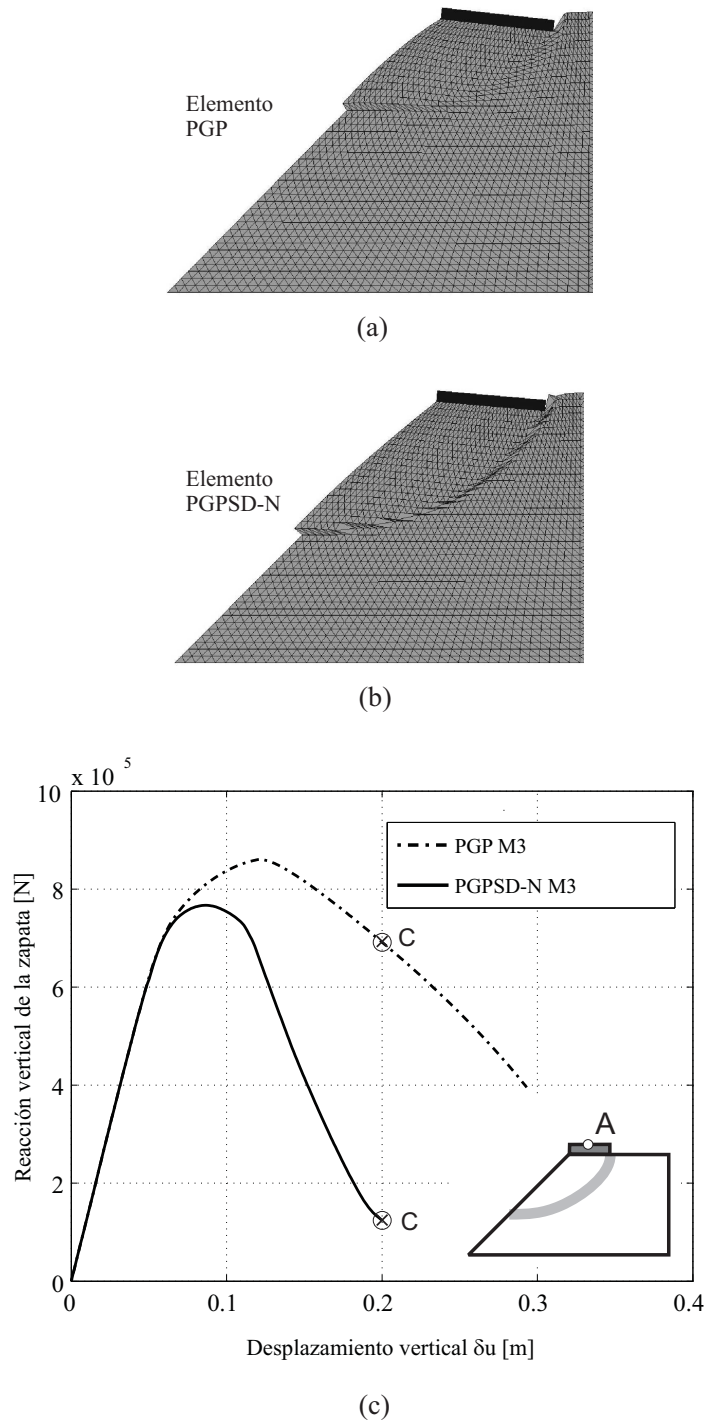 Elemento
PGP
(a)
Elemento
PGPSD-N
(b)
x 10 5
10
8
6
4
2
0
Reacción vertical de la zapata [N]
PGP M3
PGPSD-N M3
C
C
A
0
0.1
0.2
0.3
0.4
Desplazamiento vertical δu [m]
(c)